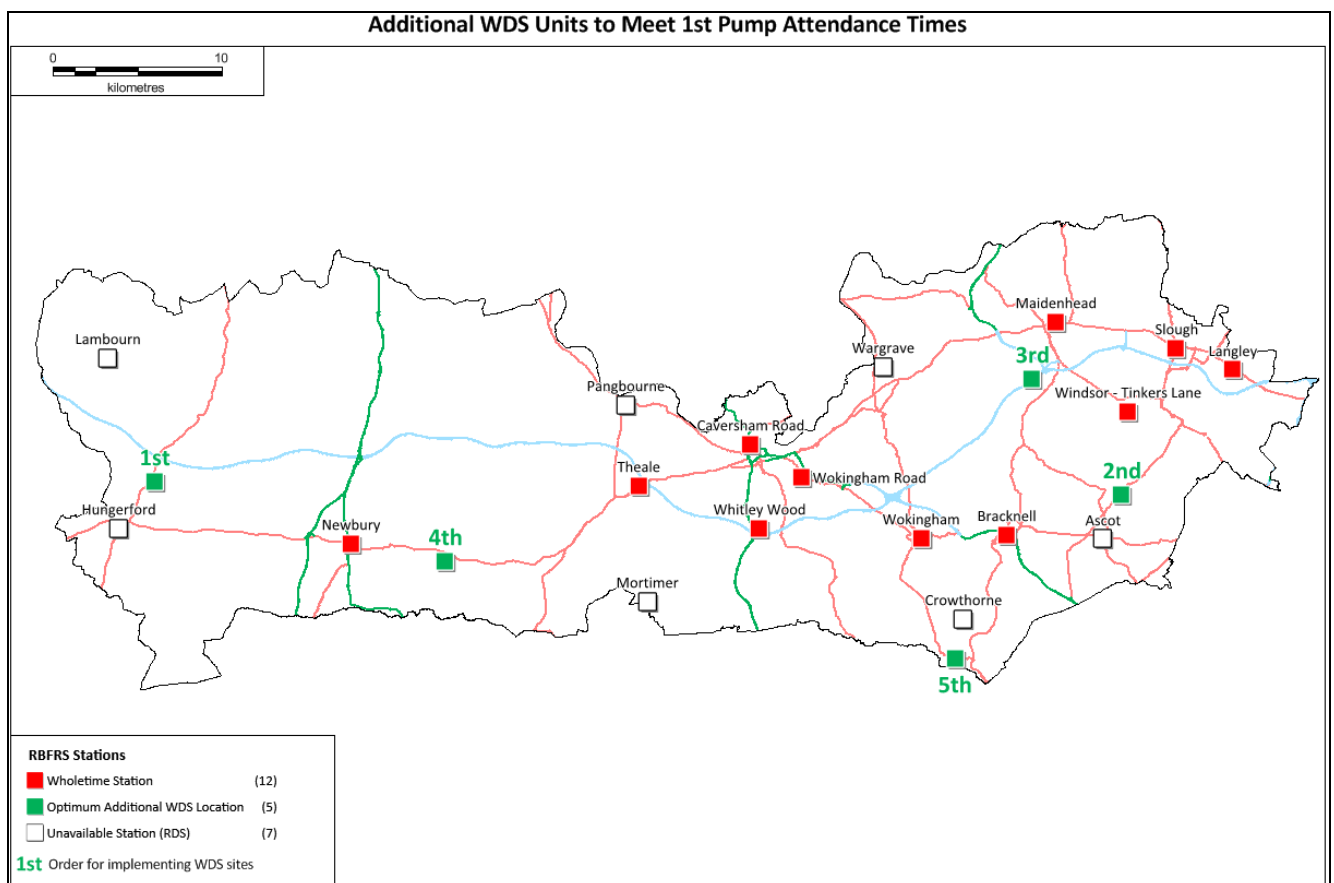 Additional WDS Units to Meet 1st Pump Attendance Times
0 10
kilometres
Maidenhead
Lambourn
Slough
Wargrave
3rd
Langley
Pangbourne
Windsor - Tinkers Lane
Caversham Road
1st
Theale
Wokingham Road
2nd
Hungerford
Whitley Wood
Newbury
4th
Wokingham
Bracknell
Ascot
Mortimer
Crowthorne
5th
RBFRS Stations
Wholetime Station (12)
Optimum Additional WDS Location (5)
Unavailable Station (RDS) (7)
1st Order for implementing WDS sites